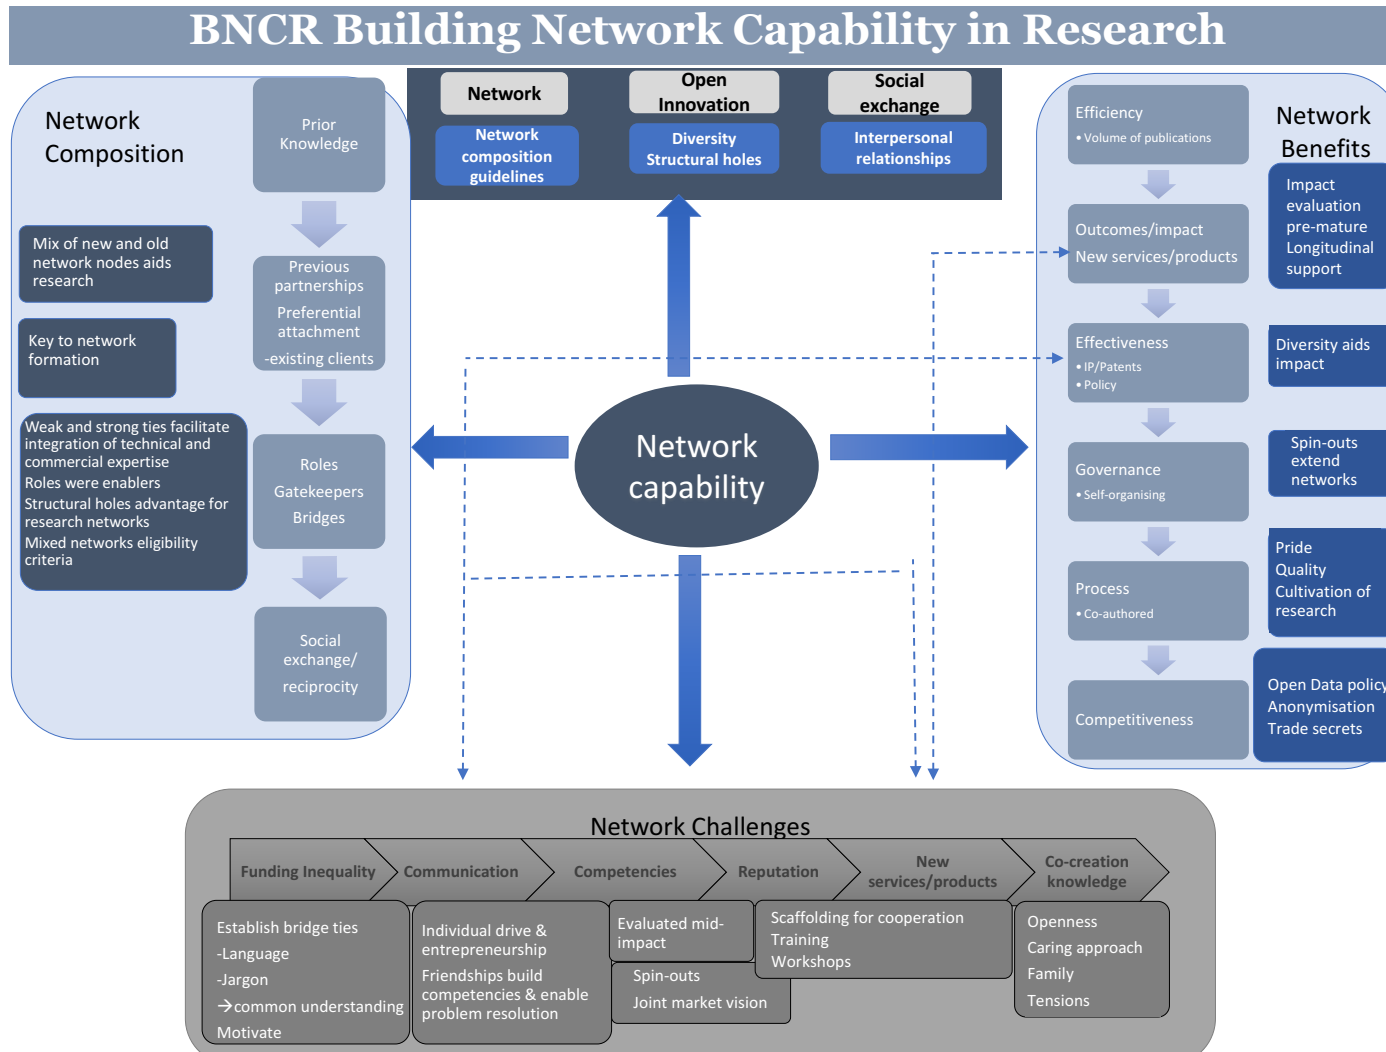 BNCR Building Network Capability in Research
Network
Composition
Prior
Knowledge
Mix of new and old
network nodes aids
research
Previous
partnerships
Preferential
attachment
-existing clients
Key to network
formation
Weak and strong ties facilitate
integration of technical and
commercial expertise
Roles were enablers
Structural holes advantage for
research networks
Mixed networks eligibility
criteria
Roles
Gatekeepers
Bridges
Social
exchange/
reciprocity
Network
Open
Innovation
Social
exchange
Network
composition
guidelines
Diversity
Structural holes
Interpersonal
relationships
Network
capability
Network
Benefits
Efficiency
• Volume of publications
Impact
evaluation
pre-mature
Longitudinal
support
Outcomes/impact
New services/products
Effectiveness
• IP/Patents
• Policy
Diversity aids
impact
Governance
• Self-organising
Spin-outs
extend
networks
Process
• Co-authored
Pride
Quality
Cultivation of
research
Competitiveness
Open Data policy
Anonymisation
Trade secrets
Network Challenges
Funding Inequality
Communication
Competencies
Reputation
New
services/products
Co-creation
knowledge
Establish bridge ties
-Language
-Jargon
→common understanding
Motivate
Individual drive &
entrepreneurship
Friendships build
competencies & enable
problem resolution
Evaluated mid-
impact
Spin-outs
Joint market vision
Scaffolding for cooperation
Training
Workshops
Openness
Caring approach
Family
Tensions